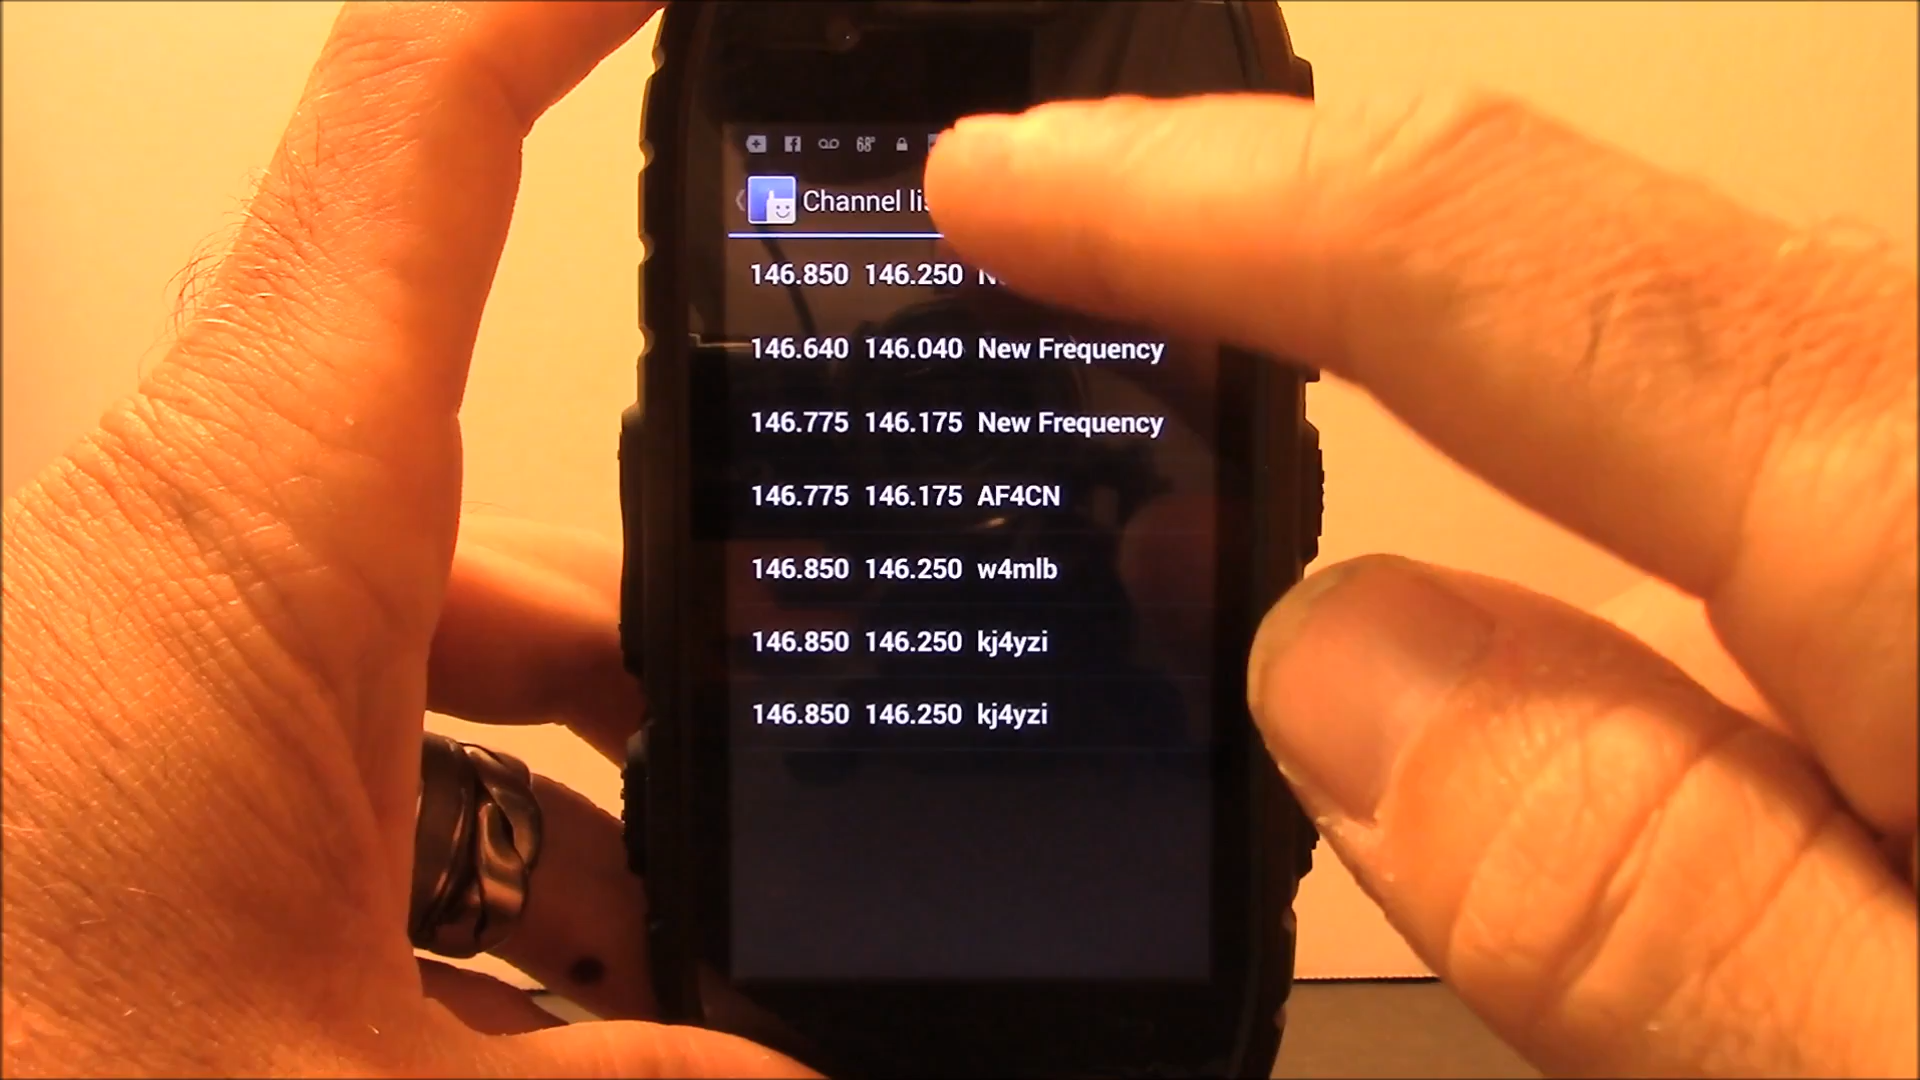 68°
Channel
146.850 146.250
146.640 146.040 New Frequency
146.775 146.175 New Frequency
146.775 146.175 AF4CN
146.850 146.250 w4mlb
146.850 146.250 kj4yzi
146.850 146.250 kj4yzi